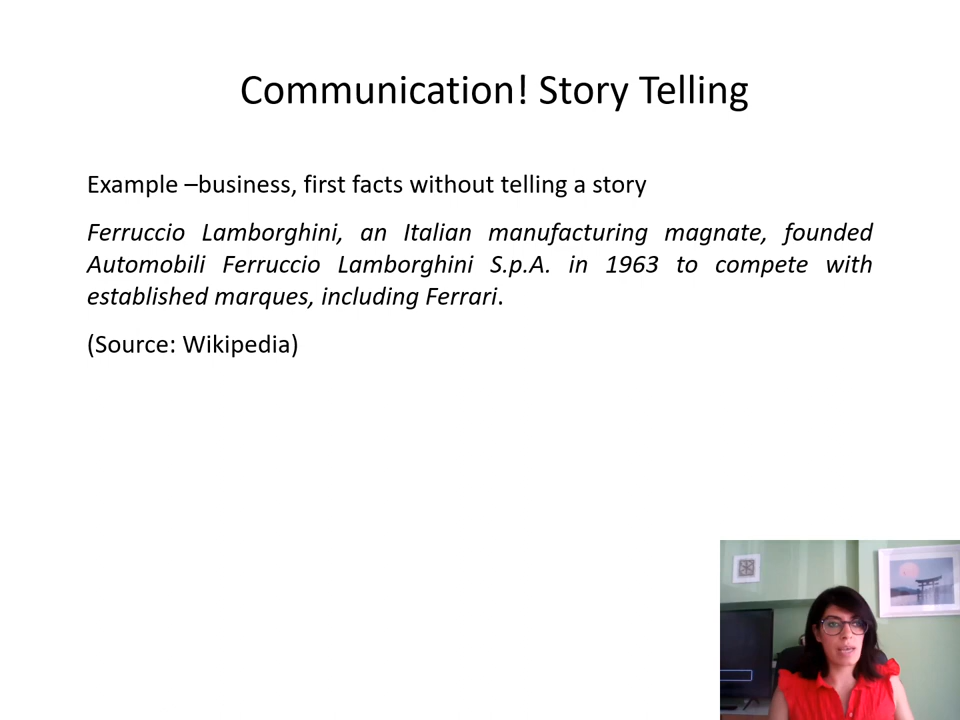 Communication! Story Telling
Example –business, first facts without telling a story
Ferruccio Lamborghini, an Italian manufacturing magnate, founded
Automobili Ferruccio Lamborghini S.p.A. in 1963 to compete with
established marques, including Ferrari.
(Source: Wikipedia)